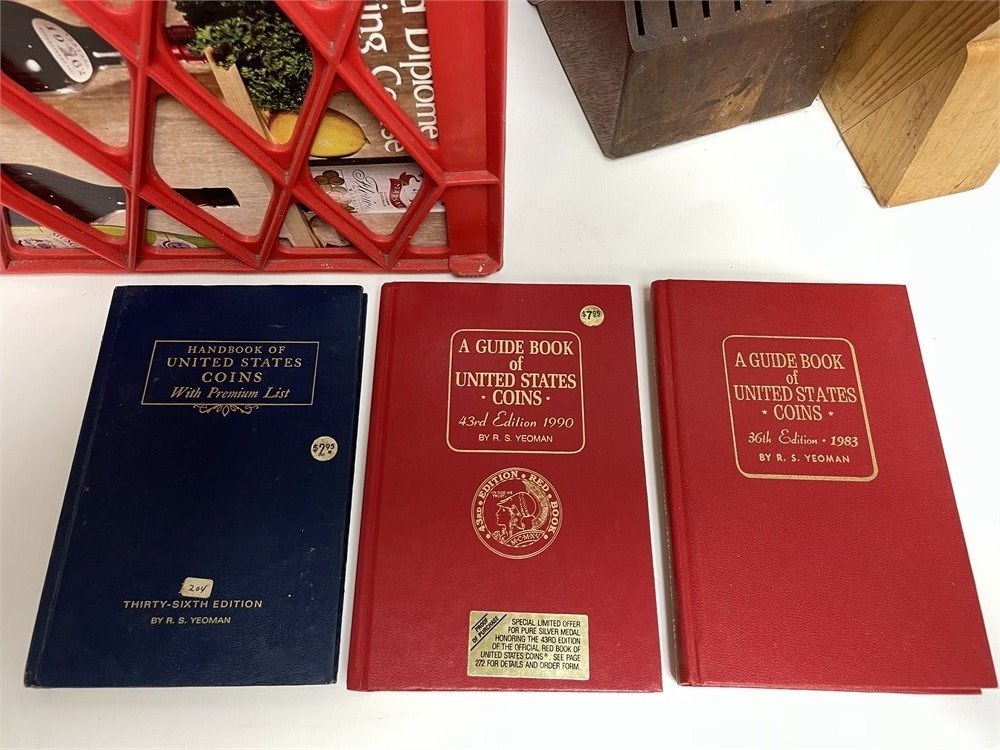 Diplome
HANDBOOK OF
UNITED STATES
COINS
With Premium List
$2.95
204
THIRTY-SIXTH EDITION
BY R. S. YEOMAN
$7.95
A GUIDE BOOK
of
UNITED STATES
• COINS •
43rd Edition 1990
BY R. S. YEOMAN
• 43RD • EDITION • RED • BOOK •
IN GOD WE TRUST
M•C•M•X•V
PROOF
OF PURCHASE
SPECIAL LIMITED OFFER
FOR PURE SILVER MEDAL
HONORING THE 43RD EDITION
OF THE OFFICIAL RED BOOK OF
UNITED STATES COINS®. SEE PAGE
272 FOR DETAILS AND ORDER FORM.
A GUIDE BOOK
of
UNITED STATES
★ COINS ★
36th Edition • 1983
BY R. S. YEOMAN